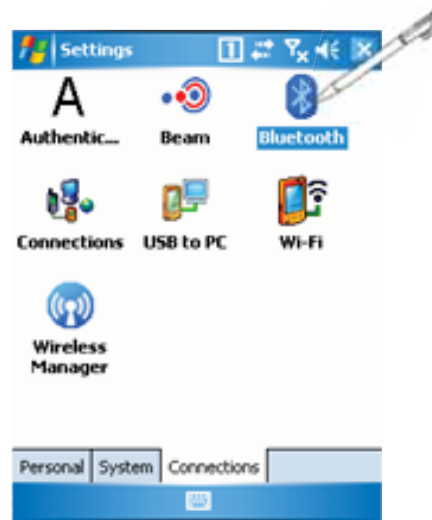 Settings
1
A
Authentic...
Beam
Bluetooth
Connections
USB to PC
Wi-Fi
Wireless
Manager
Personal
System
Connections